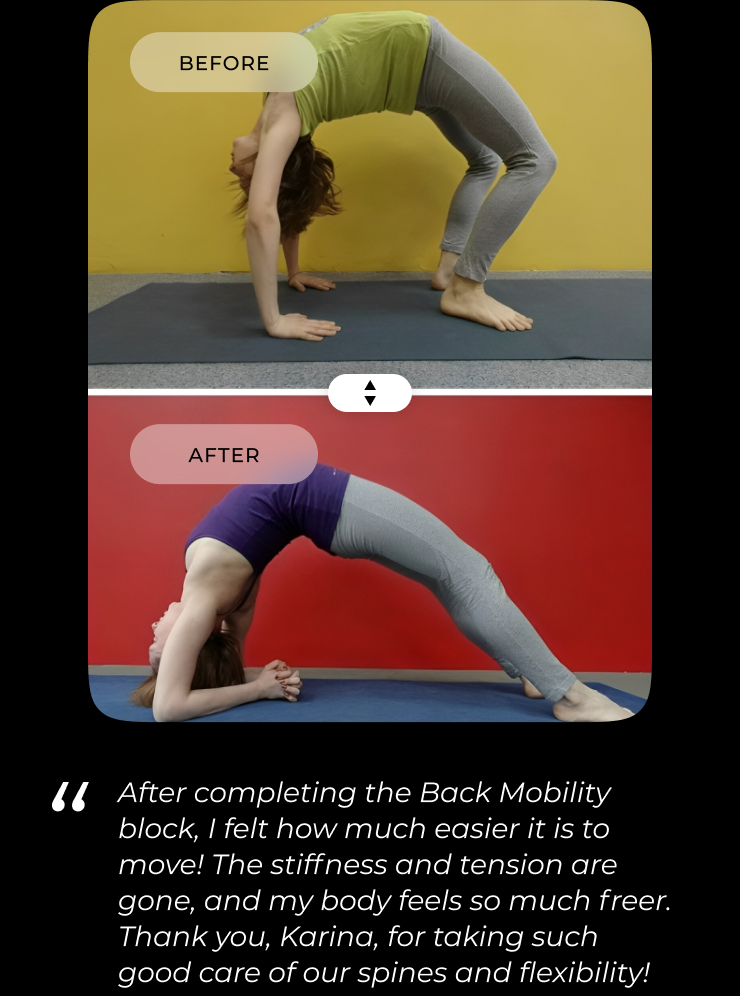 BEFORE
AFTER
“ After completing the Back Mobility
block, I felt how much easier it is to
move! The stiffness and tension are
gone, and my body feels so much freer.
Thank you, Karina, for taking such
good care of our spines and flexibility!